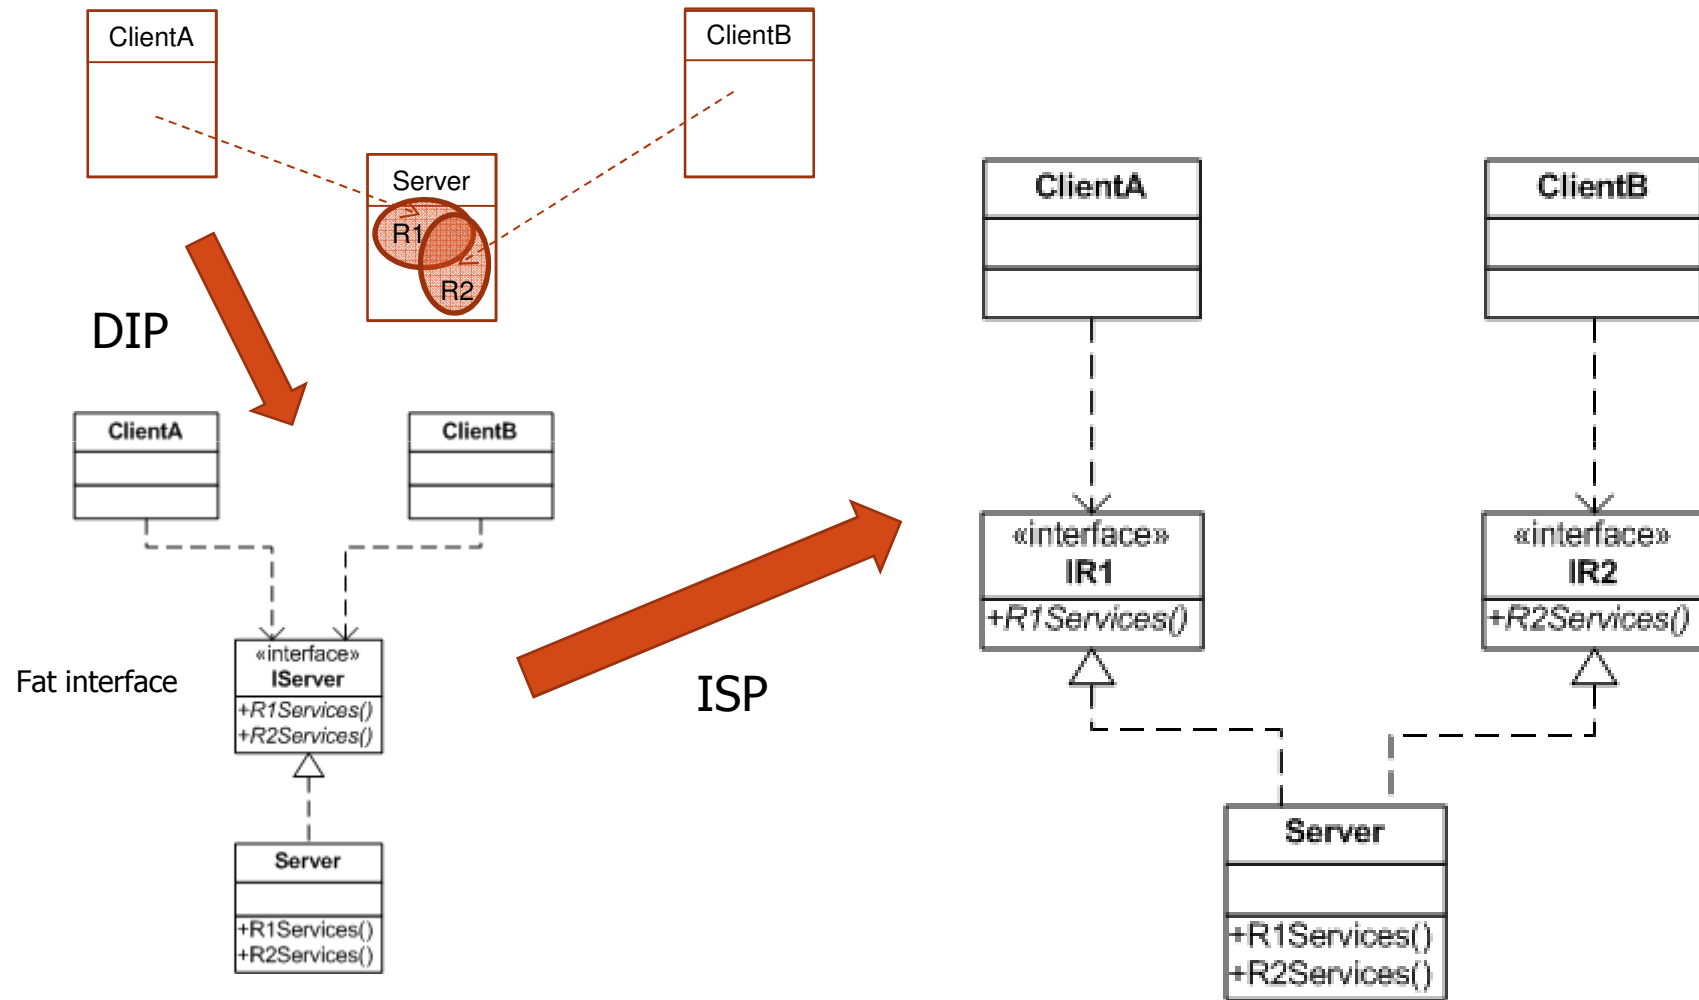 ClientA
ClientB
Server
R1
R2
DIP
ClientA
ClientB
Fat interface
«interface»
IServer
+R1Services()
+R2Services()
Server
+R1Services()
+R2Services()
ISP
ClientA
ClientB
«interface»
IR1
+R1Services()
«interface»
IR2
+R2Services()
Server
+R1Services()
+R2Services()